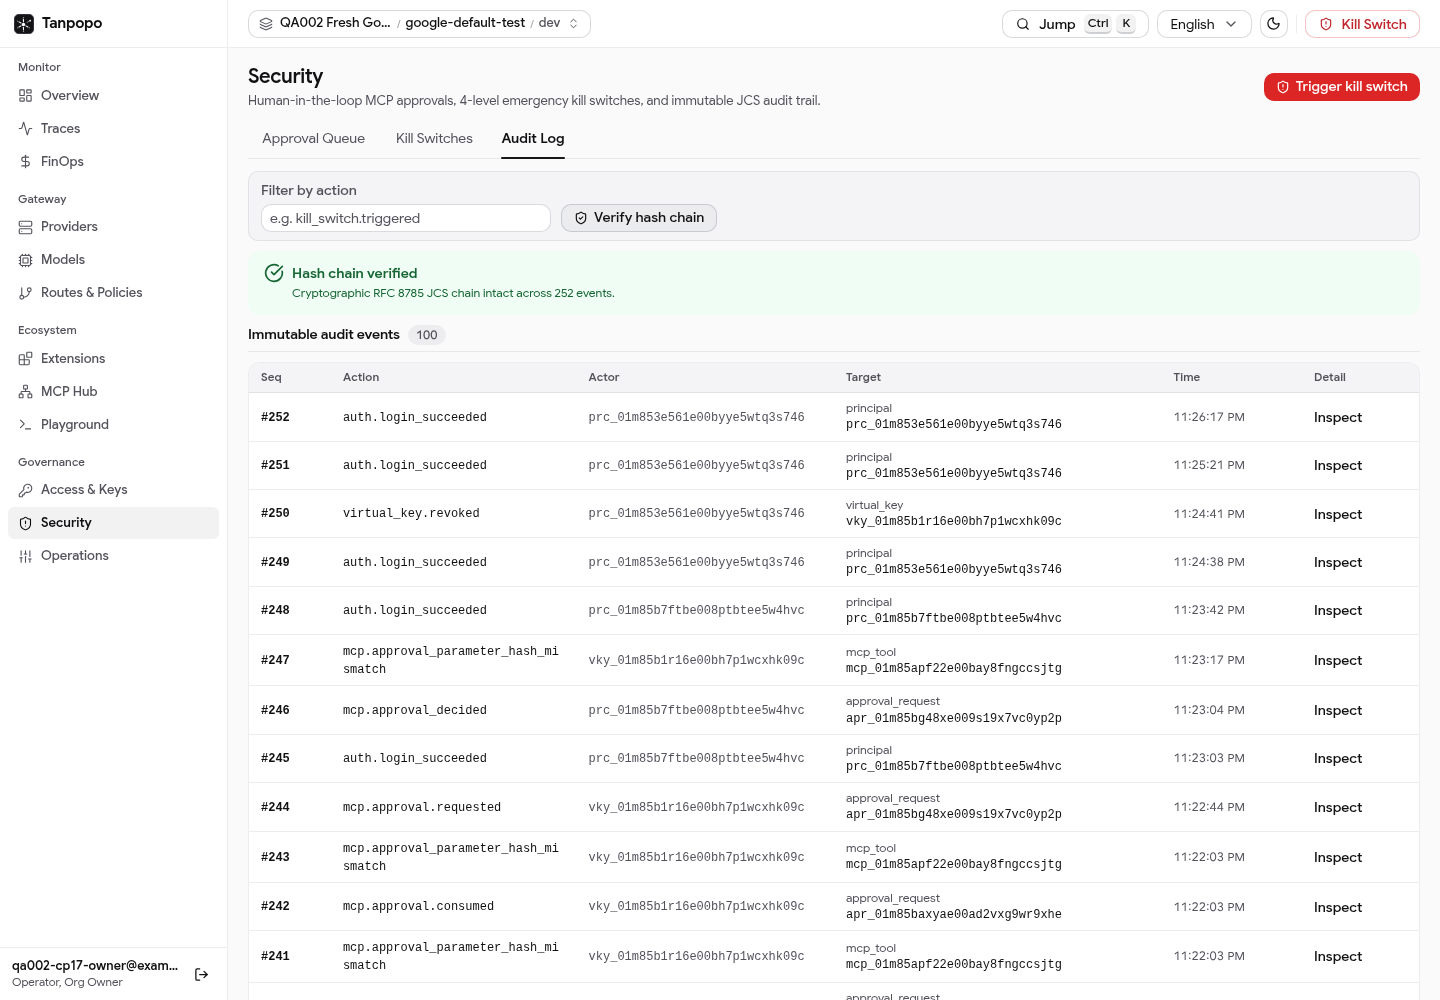 Tanpopo
QA002 Fresh Go... / google-default-test / dev
Jump Ctrl K
English
Kill Switch
Monitor
Overview
Traces
FinOps
Gateway
Providers
Models
Routes & Policies
Ecosystem
Extensions
MCP Hub
Playground
Governance
Access & Keys
Security
Operations
qa002-cp17-owner@exam...
Operator, Org Owner
Security
Human-in-the-loop MCP approvals, 4-level emergency kill switches, and immutable JCS audit trail.
Trigger kill switch
Approval Queue Kill Switches Audit Log
Filter by action
e.g. kill_switch.triggered
Verify hash chain
Hash chain verified
Cryptographic RFC 8785 JCS chain intact across 252 events.
Immutable audit events 100
Seq Action Actor Target Time Detail
#252 auth.login_succeeded prc_01m853e561e00byye5wtq3s746 principal
prc_01m853e561e00byye5wtq3s746 11:26:17 PM Inspect
#251 auth.login_succeeded prc_01m853e561e00byye5wtq3s746 principal
prc_01m853e561e00byye5wtq3s746 11:25:21 PM Inspect
#250 virtual_key.revoked prc_01m853e561e00byye5wtq3s746 virtual_key
vky_01m85b1r16e00bh7p1wcxhk09c 11:24:41 PM Inspect
#249 auth.login_succeeded prc_01m853e561e00byye5wtq3s746 principal
prc_01m853e561e00byye5wtq3s746 11:24:38 PM Inspect
#248 auth.login_succeeded prc_01m85b7ftbe008ptbtee5w4hvc principal
prc_01m85b7ftbe008ptbtee5w4hvc 11:23:42 PM Inspect
#247 mcp.approval_parameter_hash_mi
smatch vky_01m85b1r16e00bh7p1wcxhk09c mcp_tool
mcp_01m85apf22e00bay8fngccsjtg 11:23:17 PM Inspect
#246 mcp.approval_decided prc_01m85b7ftbe008ptbtee5w4hvc approval_request
apr_01m85bg48xe009s19x7vc0yp2p 11:23:04 PM Inspect
#245 auth.login_succeeded prc_01m85b7ftbe008ptbtee5w4hvc principal
prc_01m85b7ftbe008ptbtee5w4hvc 11:23:03 PM Inspect
#244 mcp.approval.requested vky_01m85b1r16e00bh7p1wcxhk09c approval_request
apr_01m85bg48xe009s19x7vc0yp2p 11:22:44 PM Inspect
#243 mcp.approval_parameter_hash_mi
smatch vky_01m85b1r16e00bh7p1wcxhk09c mcp_tool
mcp_01m85apf22e00bay8fngccsjtg 11:22:03 PM Inspect
#242 mcp.approval.consumed vky_01m85b1r16e00bh7p1wcxhk09c approval_request
apr_01m85baxyae00ad2vxg9wr9xhe 11:22:03 PM Inspect
#241 mcp.approval_parameter_hash_mi
smatch vky_01m85b1r16e00bh7p1wcxhk09c mcp_tool
mcp_01m85apf22e00bay8fngccsjtg 11:22:03 PM Inspect
approval_request